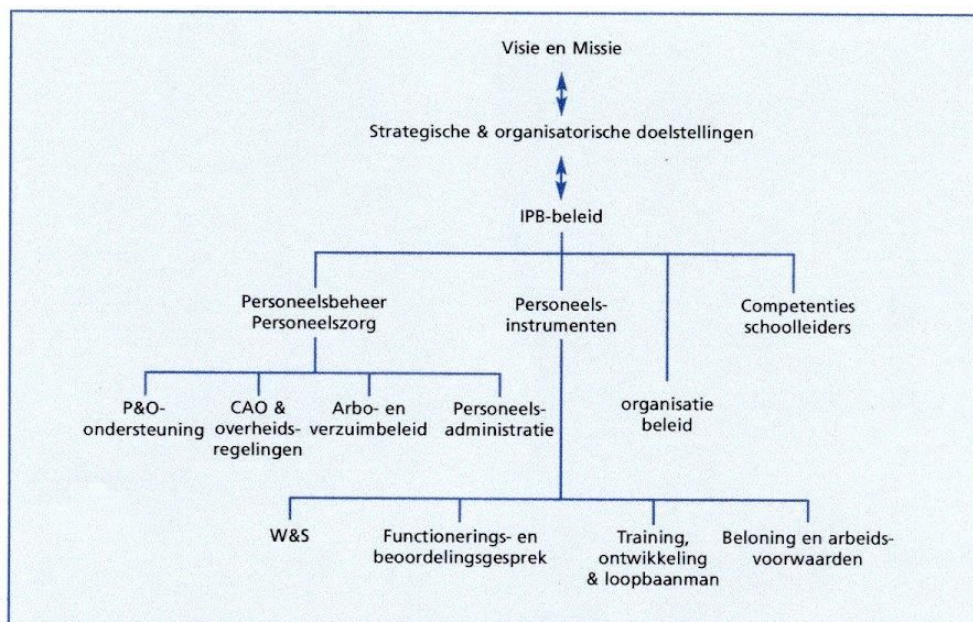 Visie en Missie
Strategische & organisatorische doelstellingen
IPB-beleid
Personeelsbeheer
Personeelszorg
Personeels-
instrumenten
Competenties
schoolleiders
P&O-
ondersteuning
CAO &
overheids-
regelingen
Arbo- en
verzuimbeleid
Personeels-
administratie
organisatie
beleid
W&S
Functionerings- en
beoordelingsgesprek
Training,
ontwikkeling
& loopbaanman
Beloning en arbeids-
voorwaarden